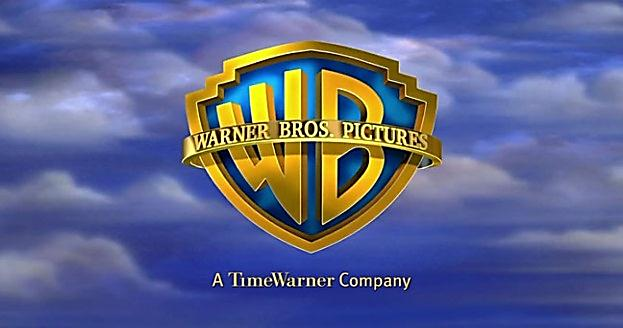 WB
WARNER BROS. PICTURES
A TimeWarner Company